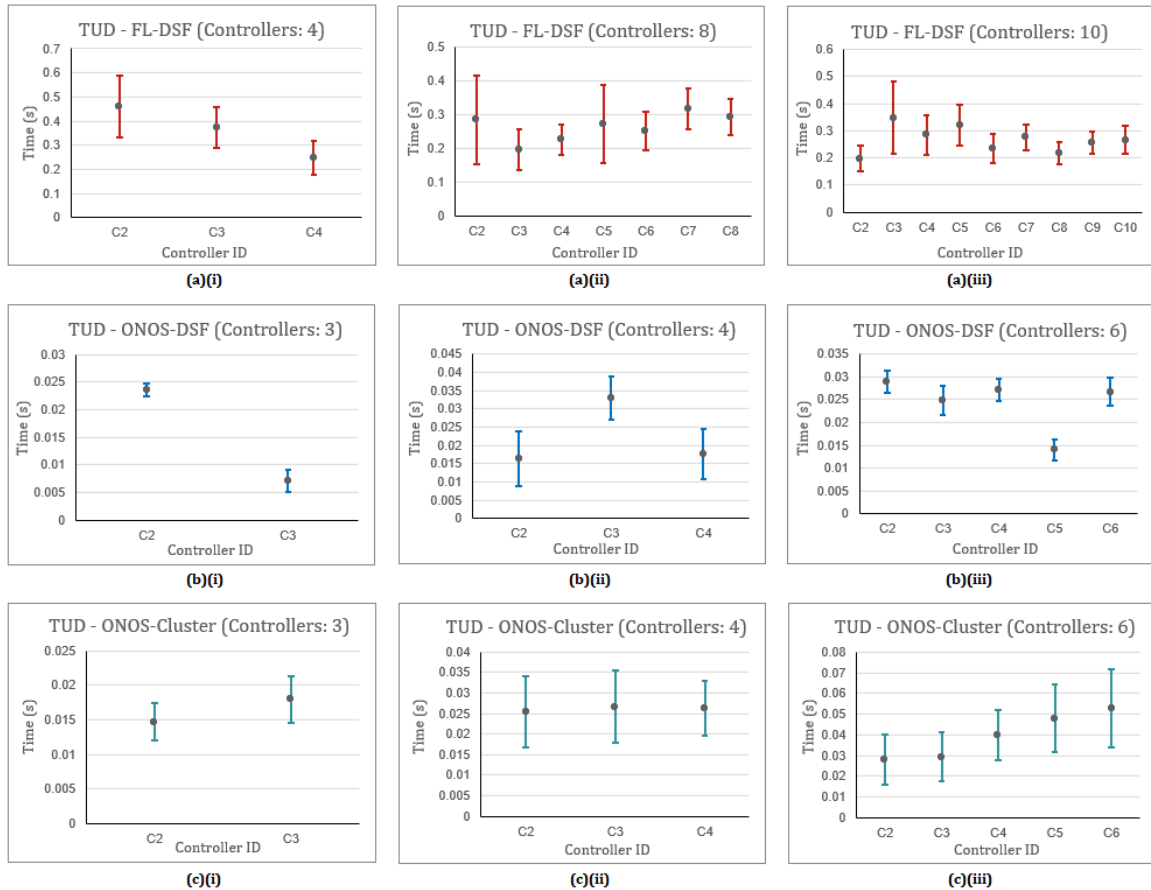 TUD - FL-DSF (Controllers: 4)
0.7
0.6
0.5
0.4
0.3
0.2
0.1
0
Time (s)
C2 C3 C4
Controller ID
(a)(i)
TUD - FL-DSF (Controllers: 8)
0.5
0.4
0.3
0.2
0.1
0
Time (s)
C2 C3 C4 C5 C6 C7 C8
Controller ID
(a)(ii)
TUD - FL-DSF (Controllers: 10)
0.6
0.5
0.4
0.3
0.2
0.1
0
Time (s)
C2 C3 C4 C5 C6 C7 C8 C9 C10
Controller ID
(a)(iii)
TUD - ONOS-DSF (Controllers: 3)
0.03
0.025
0.02
0.015
0.01
0.005
0
Time (s)
C2 C3
Controller ID
(b)(i)
TUD - ONOS-DSF (Controllers: 4)
0.045
0.04
0.035
0.03
0.025
0.02
0.015
0.01
0.005
0
Time (s)
C2 C3 C4
Controller ID
(b)(ii)
TUD - ONOS-DSF (Controllers: 6)
0.035
0.03
0.025
0.02
0.015
0.01
0.005
0
Time (s)
C2 C3 C4 C5 C6
Controller ID
(b)(iii)
TUD - ONOS-Cluster (Controllers: 3)
0.025
0.02
0.015
0.01
0.005
0
Time (s)
C2 C3
Controller ID
(c)(i)
TUD - ONOS-Cluster (Controllers: 4)
0.04
0.035
0.03
0.025
0.02
0.015
0.01
0.005
0
Time (s)
C2 C3 C4
Controller ID
(c)(ii)
TUD - ONOS-Cluster (Controllers: 6)
0.08
0.07
0.06
0.05
0.04
0.03
0.02
0.01
0
Time (s)
C2 C3 C4 C5 C6
Controller ID
(c)(iii)